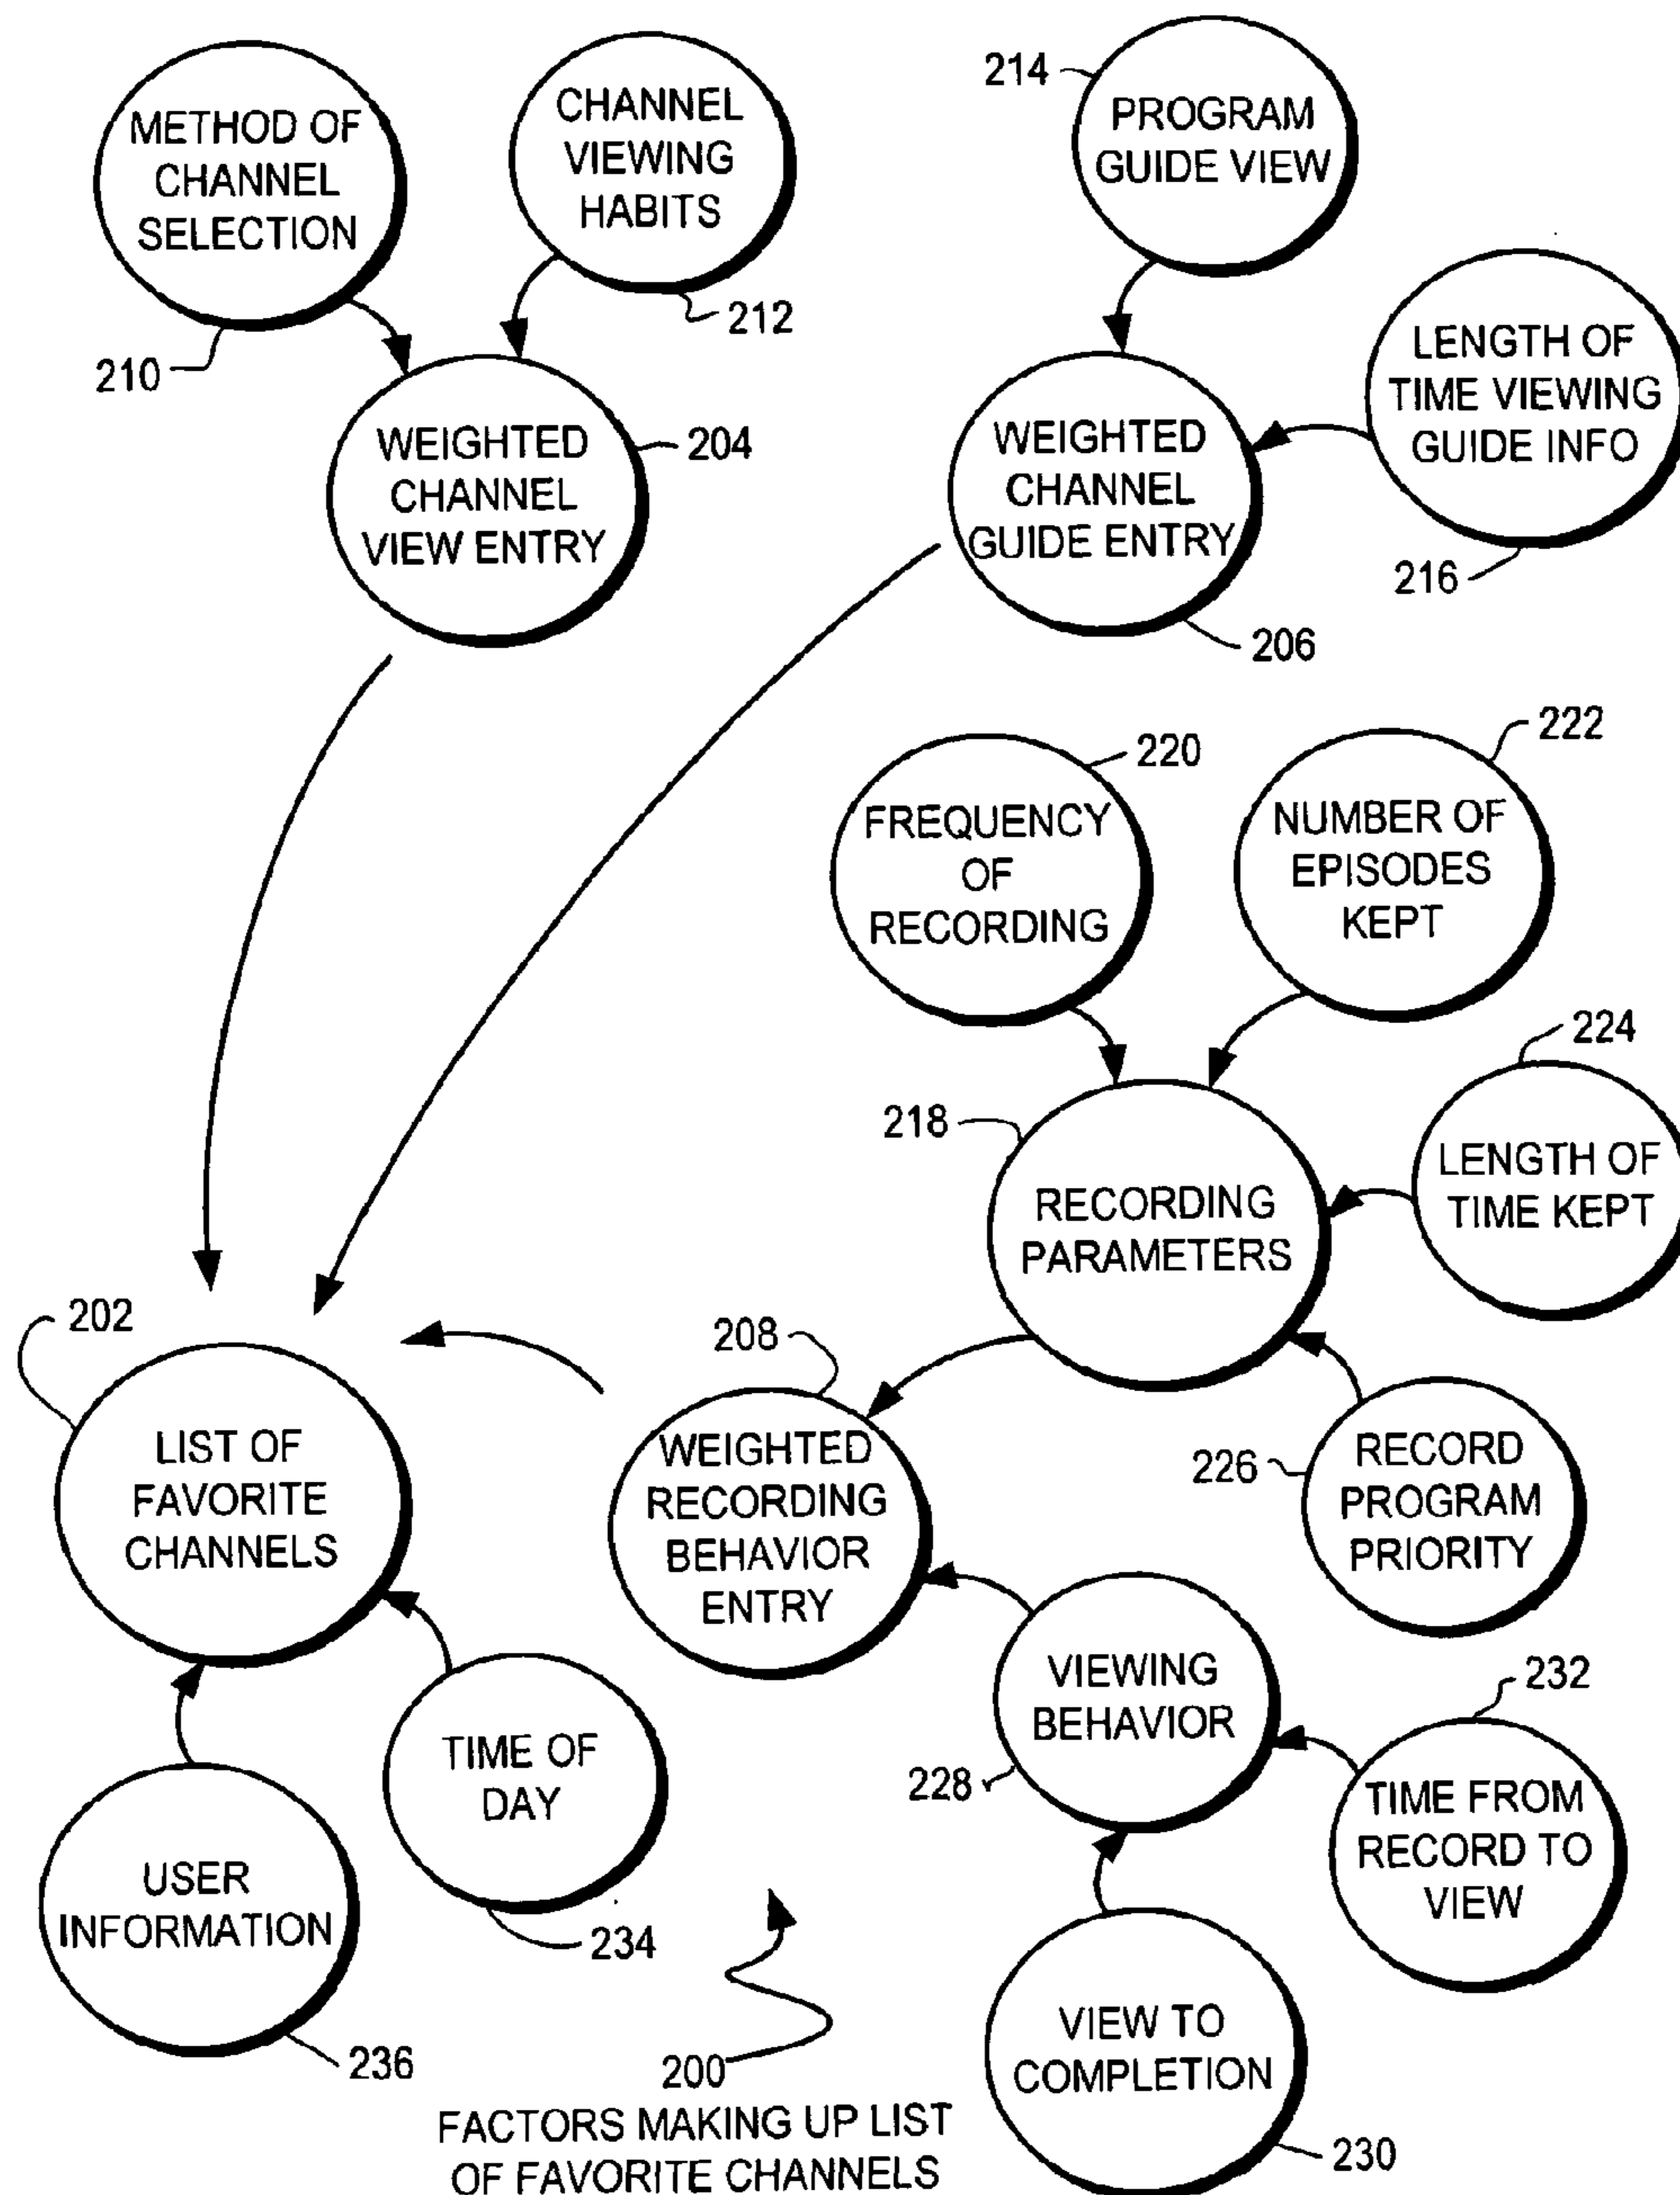 METHOD OF
CHANNEL
SELECTION
210
CHANNEL
VIEWING
HABITS
212
214
PROGRAM
GUIDE VIEW
LENGTH OF
TIME VIEWING
GUIDE INFO
216
WEIGHTED
CHANNEL
VIEW ENTRY
204
WEIGHTED
CHANNEL
GUIDE ENTRY
206
FREQUENCY
OF
RECORDING
220
NUMBER OF
EPISODES
KEPT
222
218
RECORDING
PARAMETERS
224
LENGTH OF
TIME KEPT
202
LIST OF
FAVORITE
CHANNELS
208
WEIGHTED
RECORDING
BEHAVIOR
ENTRY
226
RECORD
PROGRAM
PRIORITY
VIEWING
BEHAVIOR
228
232
TIME FROM
RECORD TO
VIEW
TIME OF
DAY
234
USER
INFORMATION
236
VIEW TO
COMPLETION
230
200
FACTORS MAKING UP LIST
OF FAVORITE CHANNELS